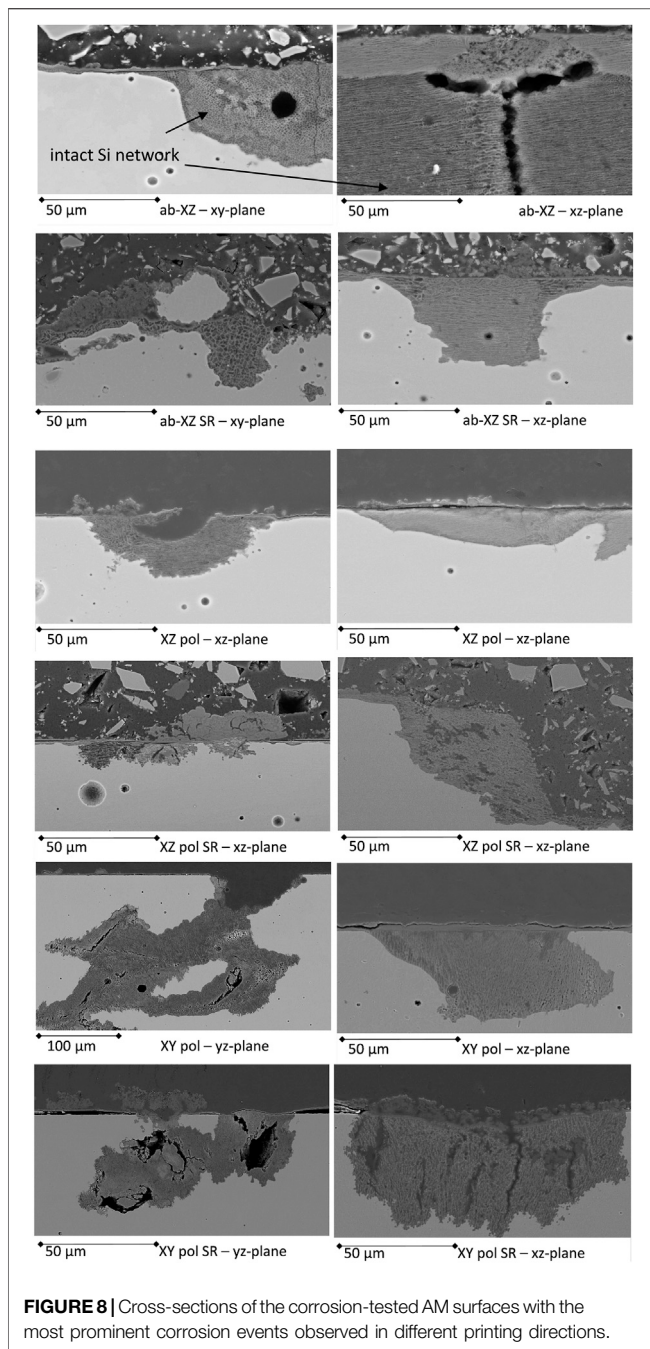 intact Si network
50 μm
ab-XZ – xy-plane
50 μm
ab-XZ – xz-plane
50 μm
ab-XZ SR – xy-plane
50 μm
ab-XZ SR – xz-plane
50 μm
XZ pol – xz-plane
50 μm
XZ pol – xz-plane
50 μm
XZ pol SR – xz-plane
50 μm
XZ pol SR – xz-plane
100 μm
XY pol – yz-plane
50 μm
XY pol – xz-plane
50 μm
XY pol SR – yz-plane
50 μm
XY pol SR – xz-plane
FIGURE 8 | Cross-sections of the corrosion-tested AM surfaces with the
most prominent corrosion events observed in different printing directions.